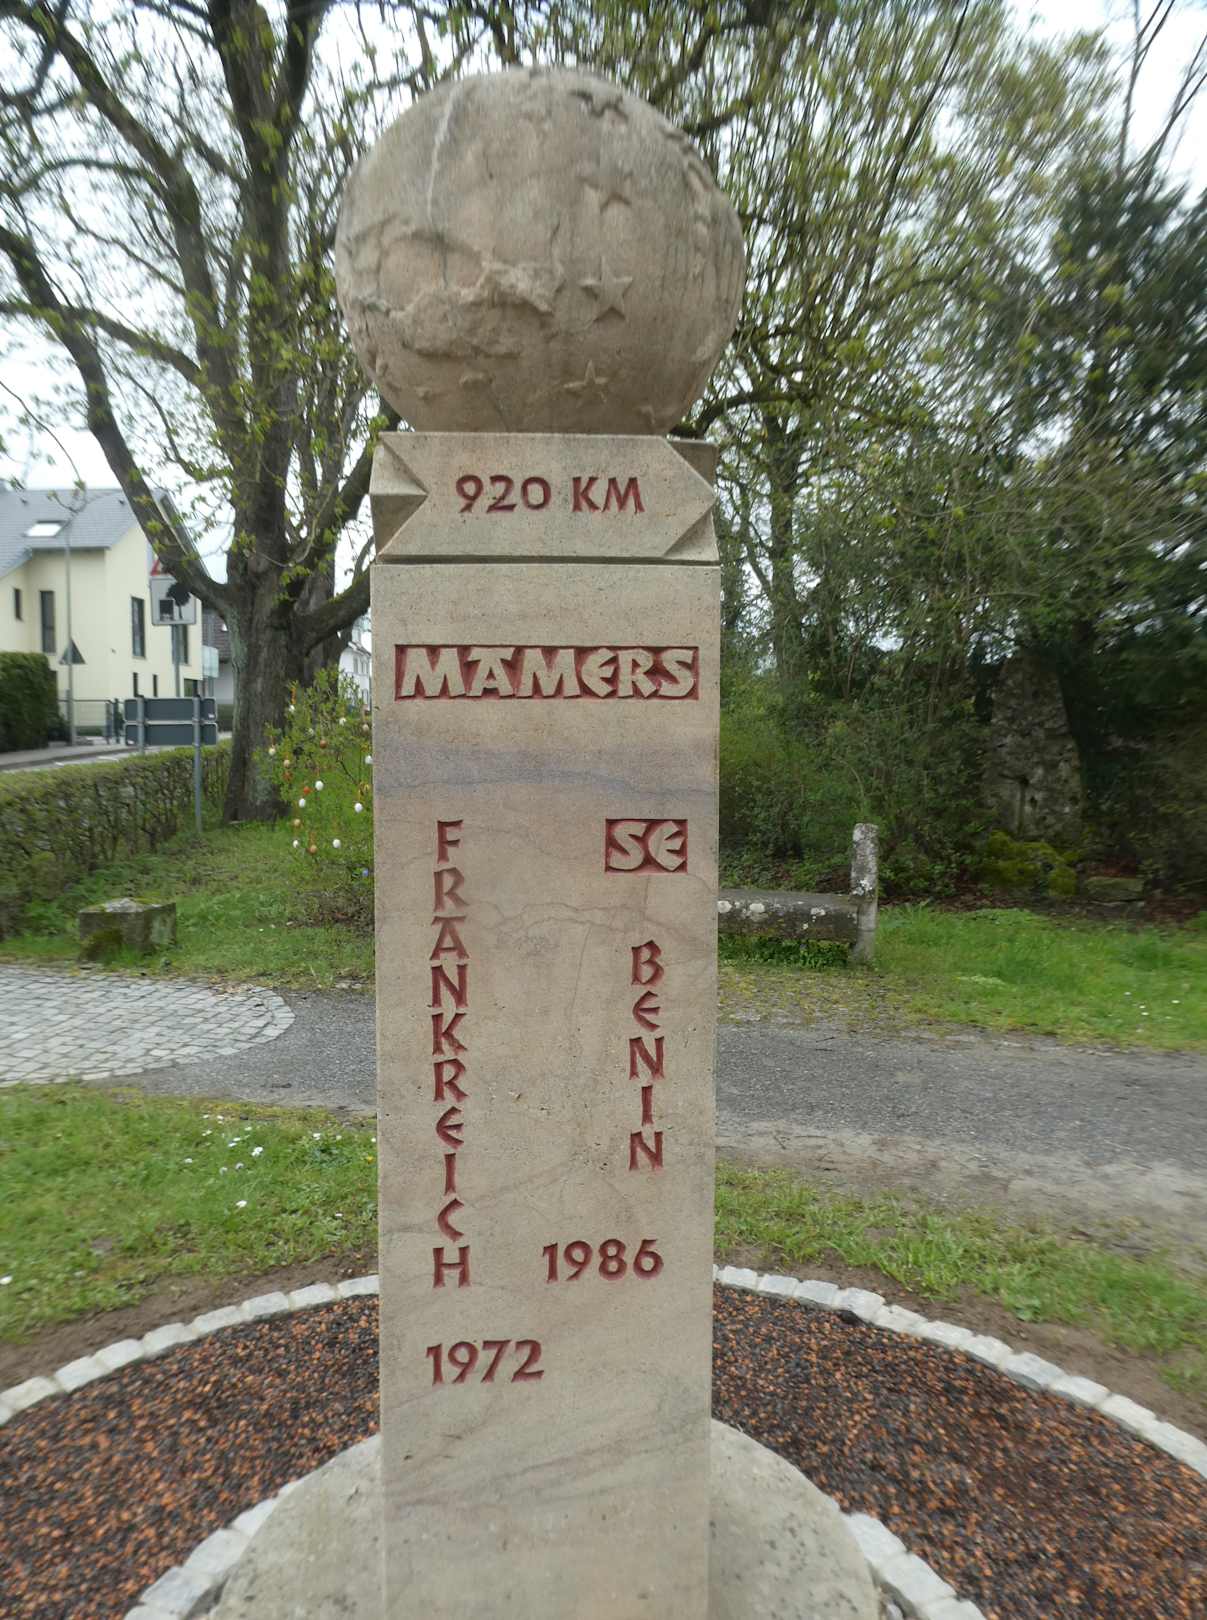 920 KM
MAMERS
FRANKREICH
1972
SE
BENIN
1986